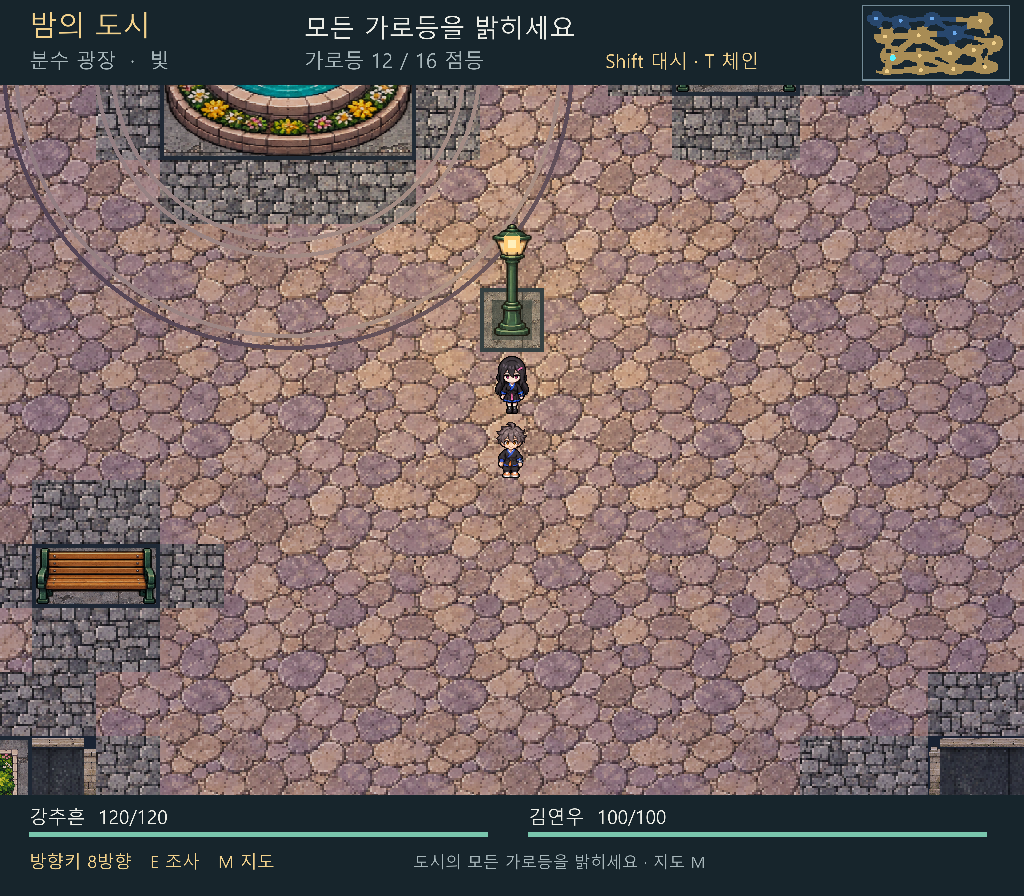 밤의 도시
모든 가로등을 밝히세요
분수 광장 · 빛
가로등 12 / 16 점등
Shift 대시 · T 체인
강추흔 120/120
김연우 100/100
방향키 8방향 E 조사 M 지도
도시의 모든 가로등을 밝히세요 · 지도 M